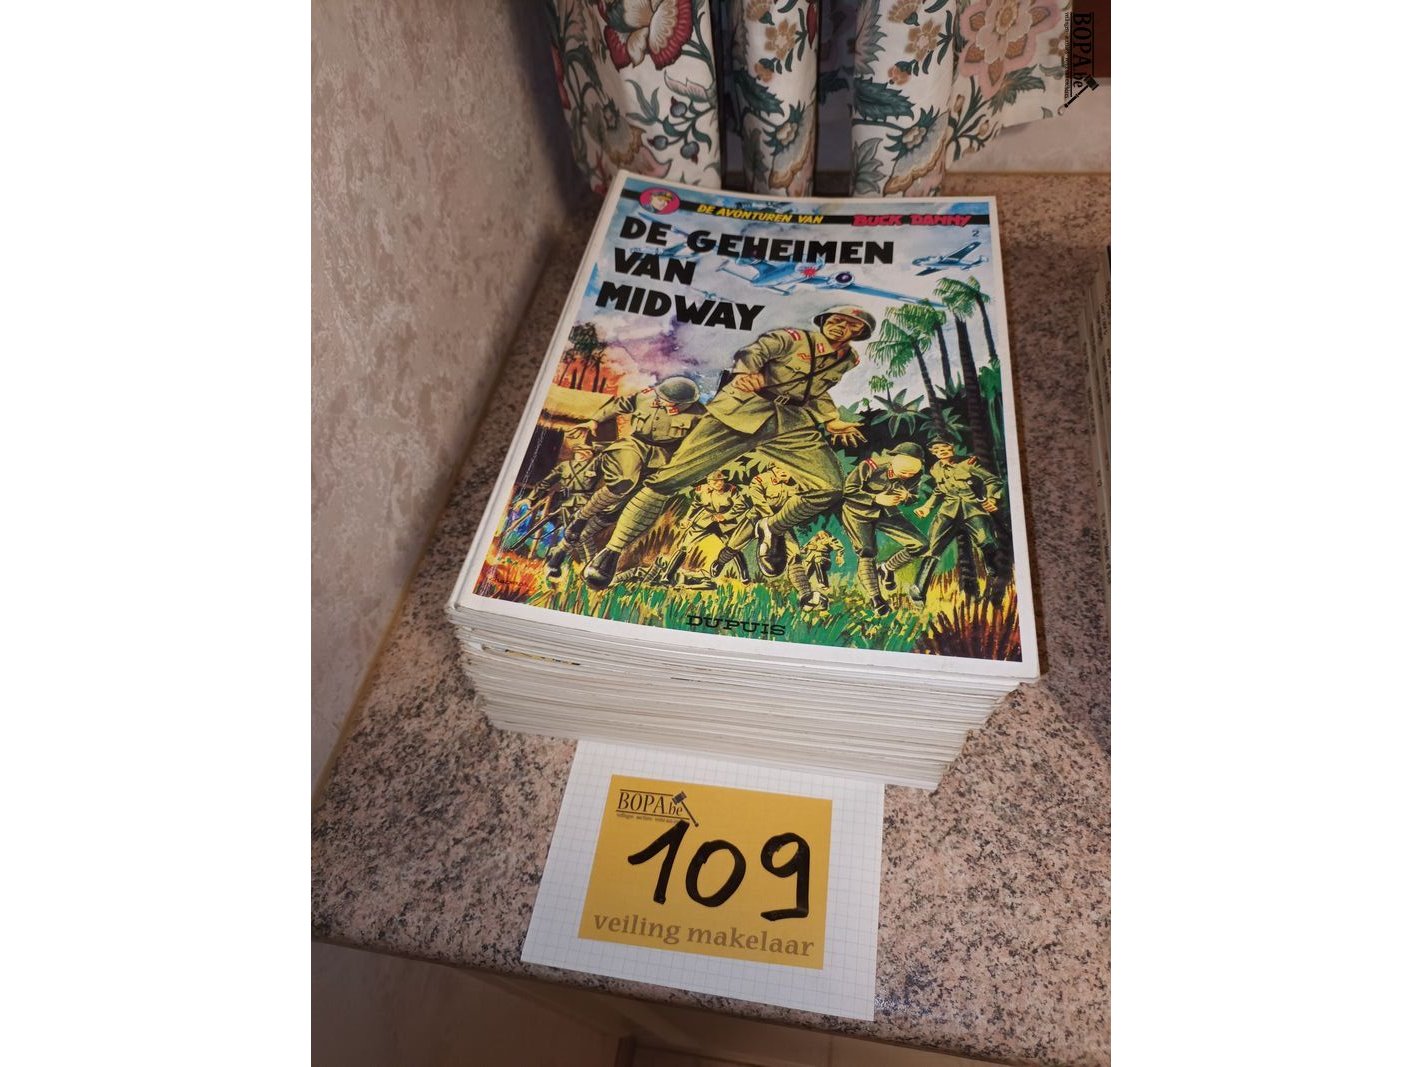 BOPA.be
DE AVONTUREN VAN BUCK DANNY
2
DE GEHEIMEN
VAN
MIDWAY
DUPUIS
BOPA.be
109
veiling makelaar